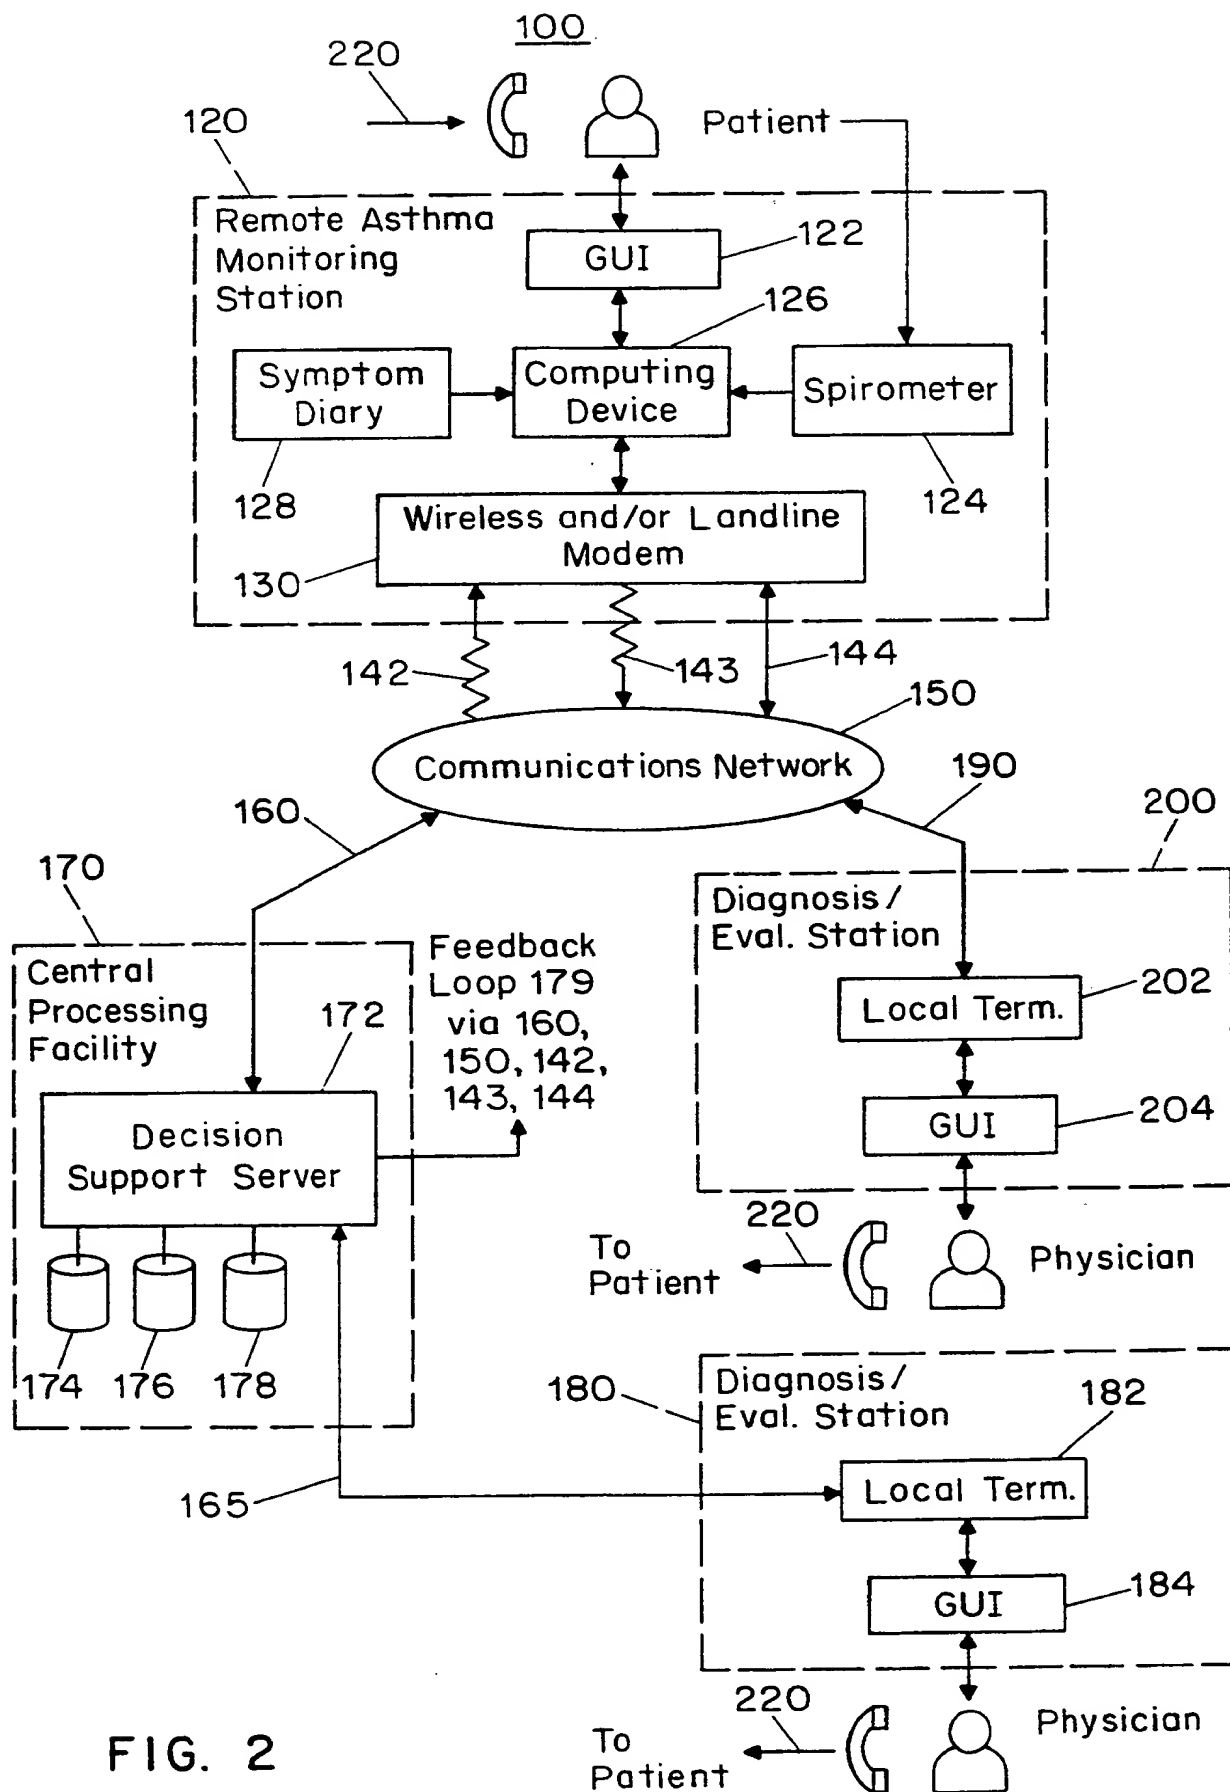 100
220
120
Patient
Remote Asthma
Monitoring
Station
GUI
122
126
Symptom
Diary
Computing
Device
Spirometer
128
124
Wireless and/or Landline
Modem
130
142
143
144
150
Communications Network
160
190
200
170
Diagnosis/
Eval. Station
Central
Processing
Facility
Feedback
Loop 179
via 160,
150, 142,
143, 144
172
Local Term.
202
Decision
Support Server
GUI
204
220
To
Patient
Physician
174
176
178
180
Diagnosis/
Eval. Station
182
165
Local Term.
GUI
184
220
To
Patient
Physician
FIG. 2